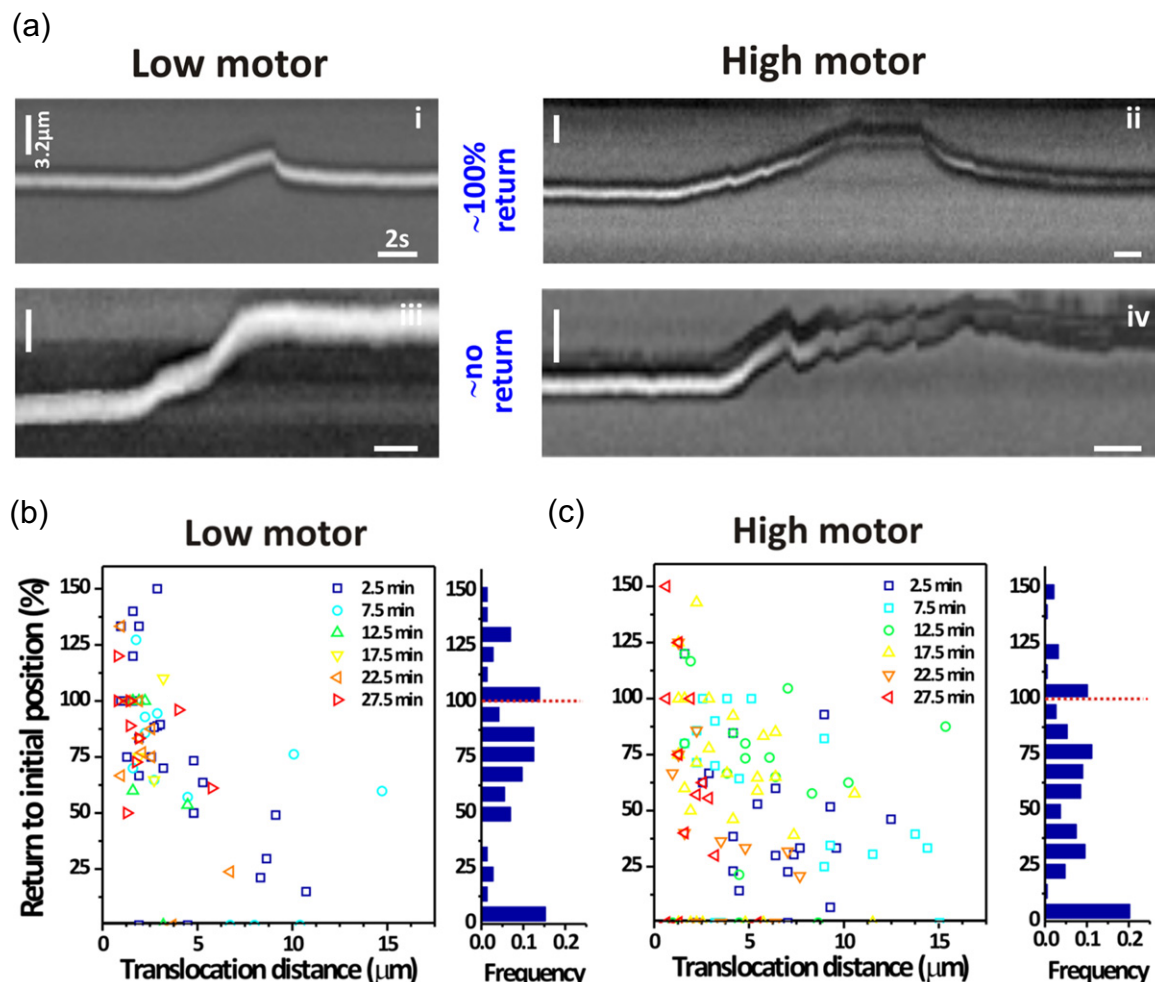 (a)
Low motor
High motor
3.2μm
i
2s
~100%
return
ii
iii
~no
return
iv
(b)
Low motor
(c)
High motor
Return to initial position (%)
150
125
100
75
50
25
0
2.5 min
7.5 min
12.5 min
17.5 min
22.5 min
27.5 min
0 5 10 15
Translocation distance (μm)
150
125
100
75
50
25
0
0.0 0.1 0.2
Frequency
150
125
100
75
50
25
2.5 min
7.5 min
12.5 min
17.5 min
22.5 min
27.5 min
0 5 10 15
Translocation distance (μm)
150
125
100
75
50
25
0
0.0 0.1 0.2
Frequency